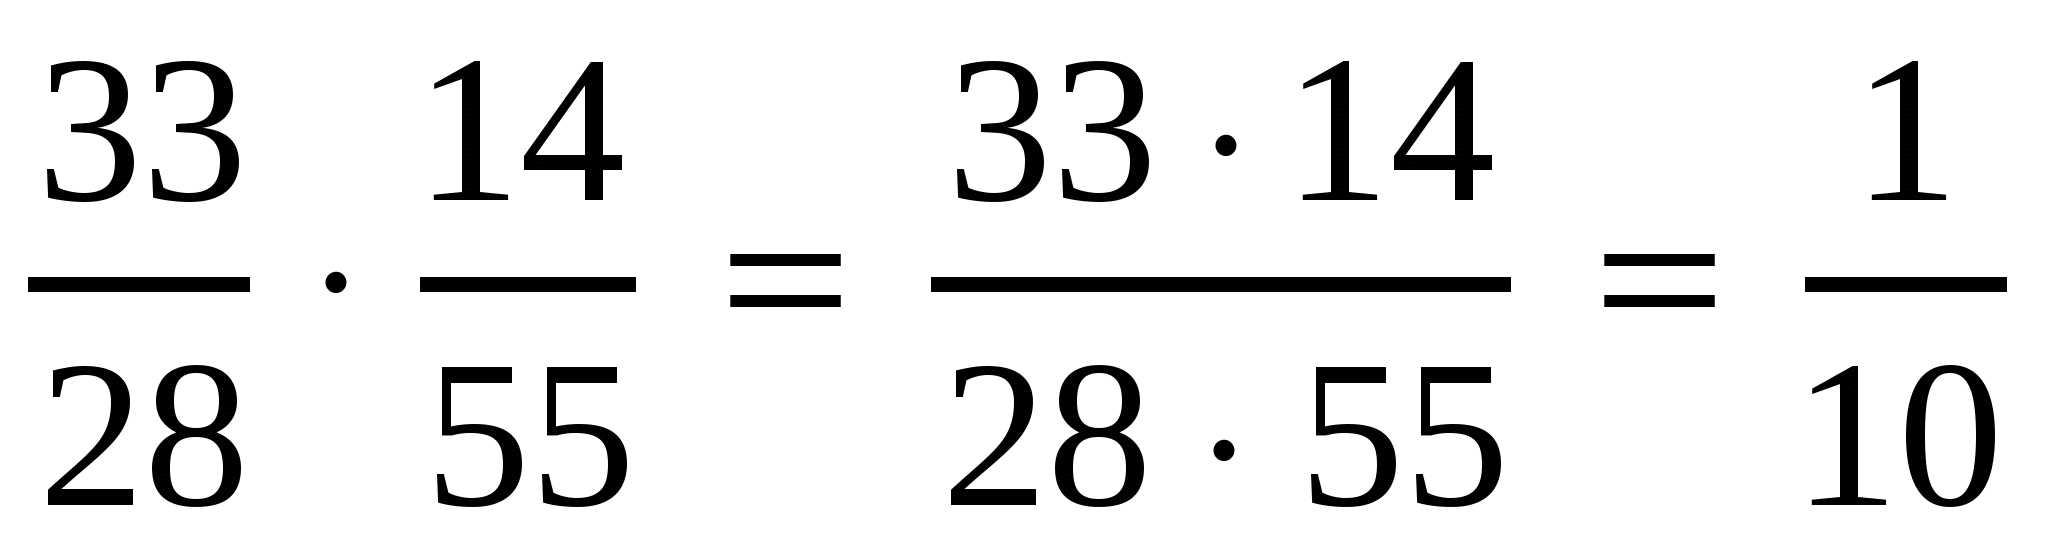 33/28 · 14/55 = 33 · 14/28 · 55 = 1/10